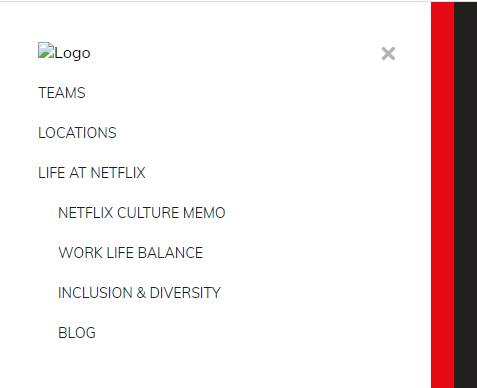 Logo
TEAMS
LOCATIONS
LIFE AT NETFLIX
NETFLIX CULTURE MEMO
WORK LIFE BALANCE
INCLUSION & DIVERSITY
BLOG